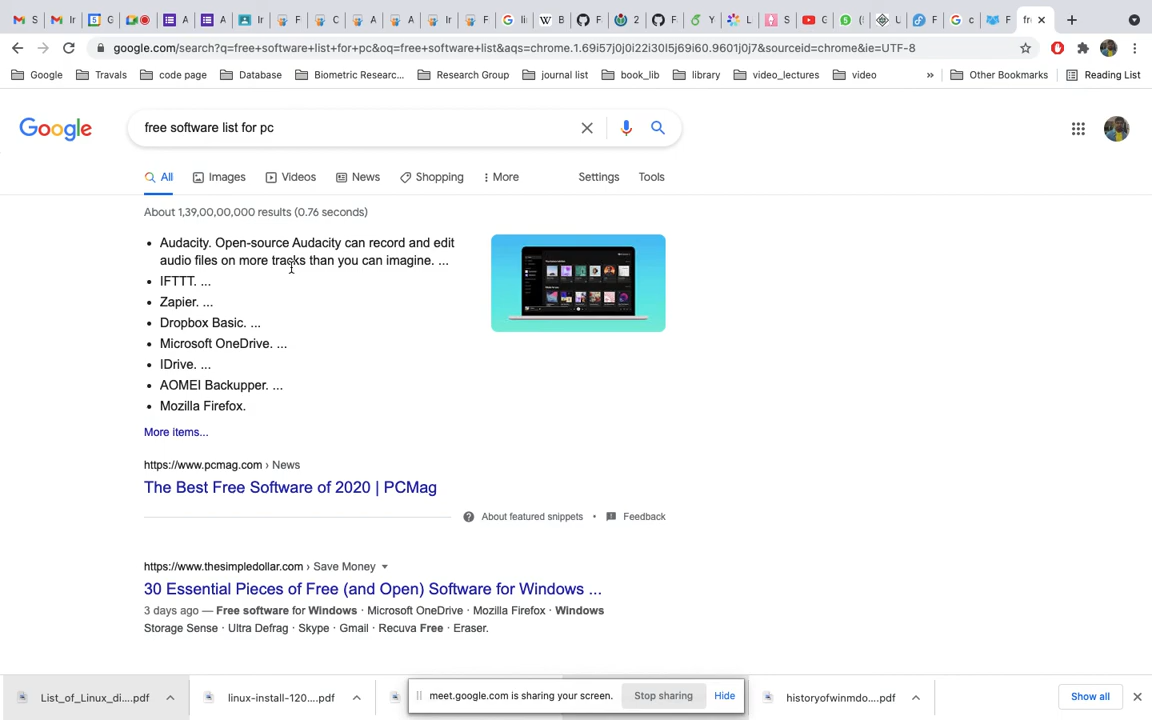 google.com/search?q=free+software+list+for+pc&oq=free+software+list&aqs=chrome.1.69i57j0j0i22i30l5j69i60.9601j0j7&sourceid=chrome&ie=UTF-8
Google Travals code page Database Biometric Researc... Research Group journal list book_lib library video_lectures video » Other Bookmarks Reading List
Google free software list for pc
All Images Videos News Shopping More Settings Tools
About 1,39,00,00,000 results (0.76 seconds)
• Audacity. Open-source Audacity can record and edit
audio files on more tracks than you can imagine. ...
• IFTTT. ...
• Zapier. ...
• Dropbox Basic. ...
• Microsoft OneDrive. ...
• IDrive. ...
• AOMEI Backupper. ...
• Mozilla Firefox.
More items...
https://www.pcmag.com › News
The Best Free Software of 2020 | PCMag
About featured snippets • Feedback
https://www.thesimpledollar.com › Save Money
30 Essential Pieces of Free (and Open) Software for Windows ...
3 days ago — Free software for Windows · Microsoft OneDrive · Mozilla Firefox · Windows
Storage Sense · Ultra Defrag · Skype · Gmail · Recuva Free · Eraser.
List_of_Linux_di....pdf linux-install-120....pdf meet.google.com is sharing your screen. Stop sharing Hide historyofwinmdo....pdf Show all